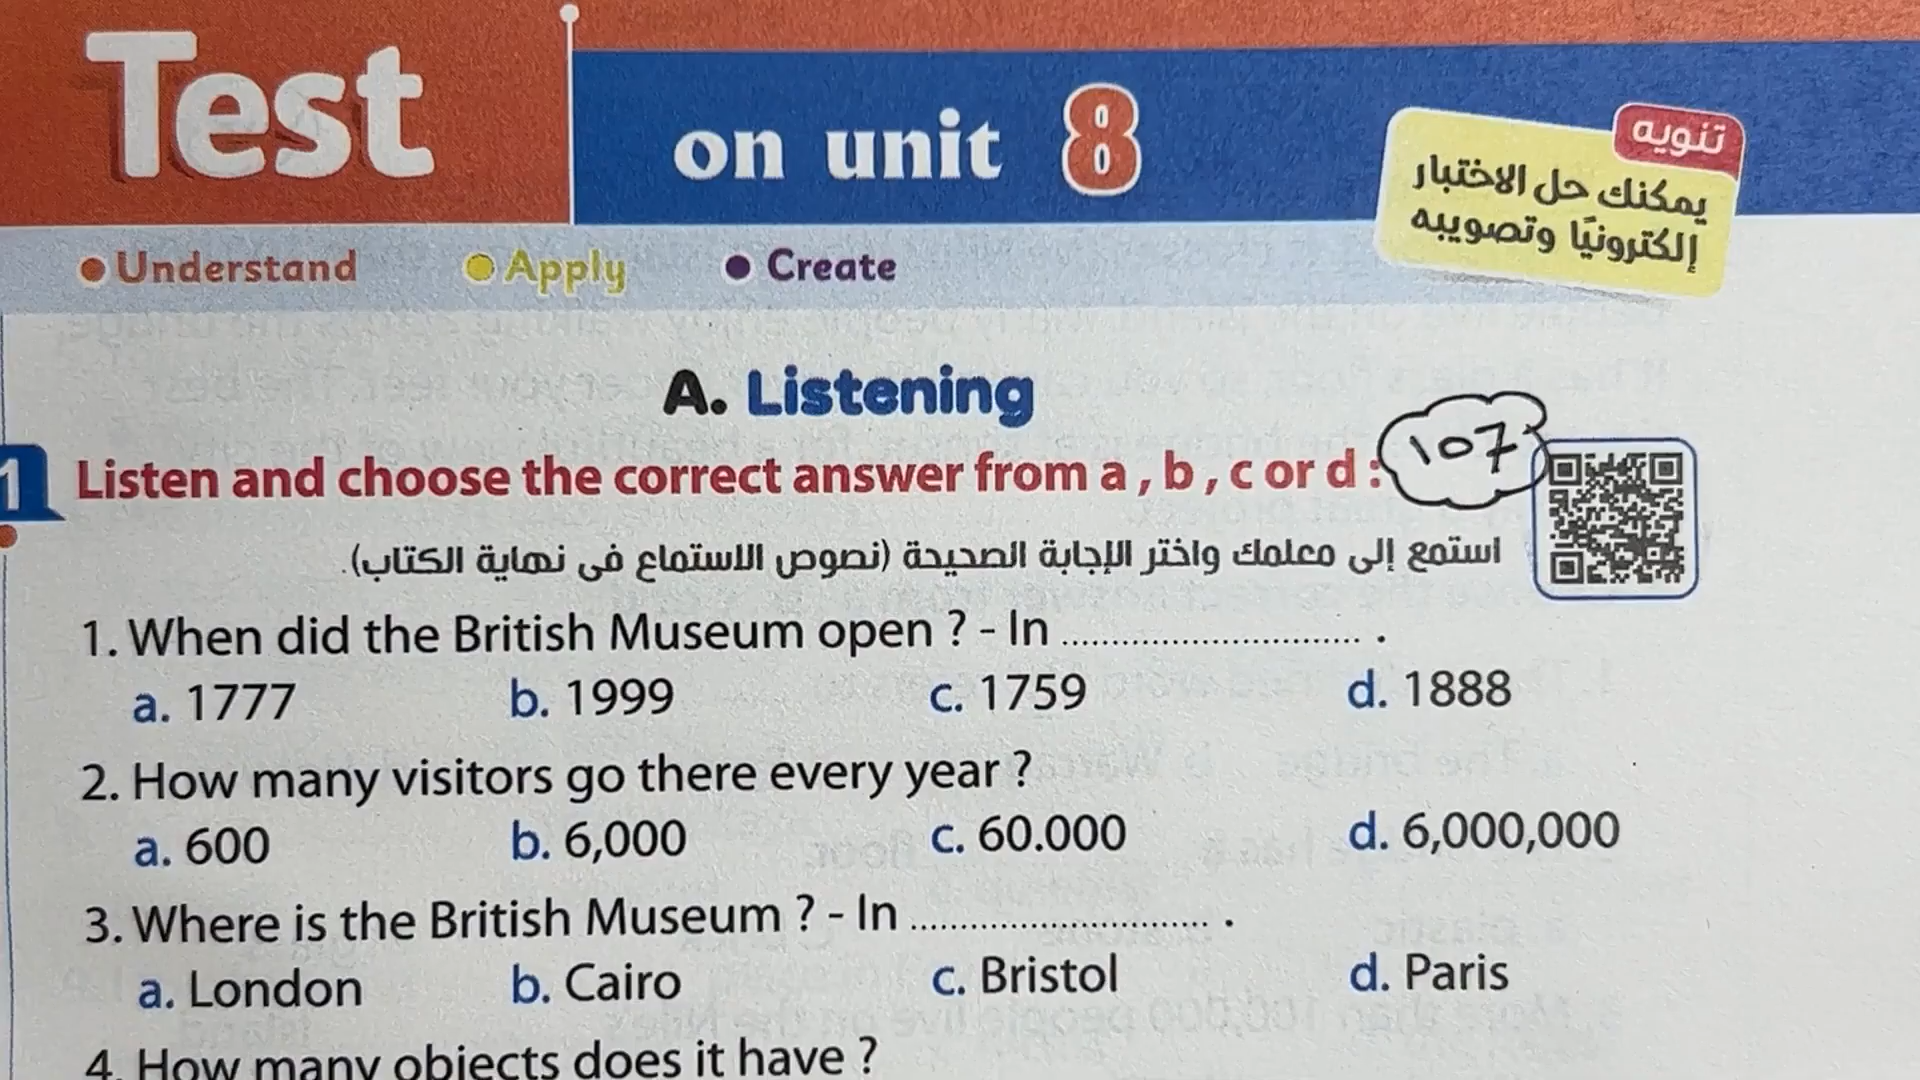 Test on unit 8
تنويه
يمكنك حل الاختبار
إلكترونيًا وتصويبه
Understand Apply Create
A. Listening
1 Listen and choose the correct answer from a , b , c or d :
107
استمع إلى معلمك واختر الإجابة الصحيحة (نصوص الاستماع فى نهاية الكتاب).
1. When did the British Museum open ? - In .............................. .
a. 1777 b. 1999 c. 1759 d. 1888
2. How many visitors go there every year ?
a. 600 b. 6,000 c. 60.000 d. 6,000,000
3. Where is the British Museum ? - In .............................. .
a. London b. Cairo c. Bristol d. Paris
4. How many objects does it have ?